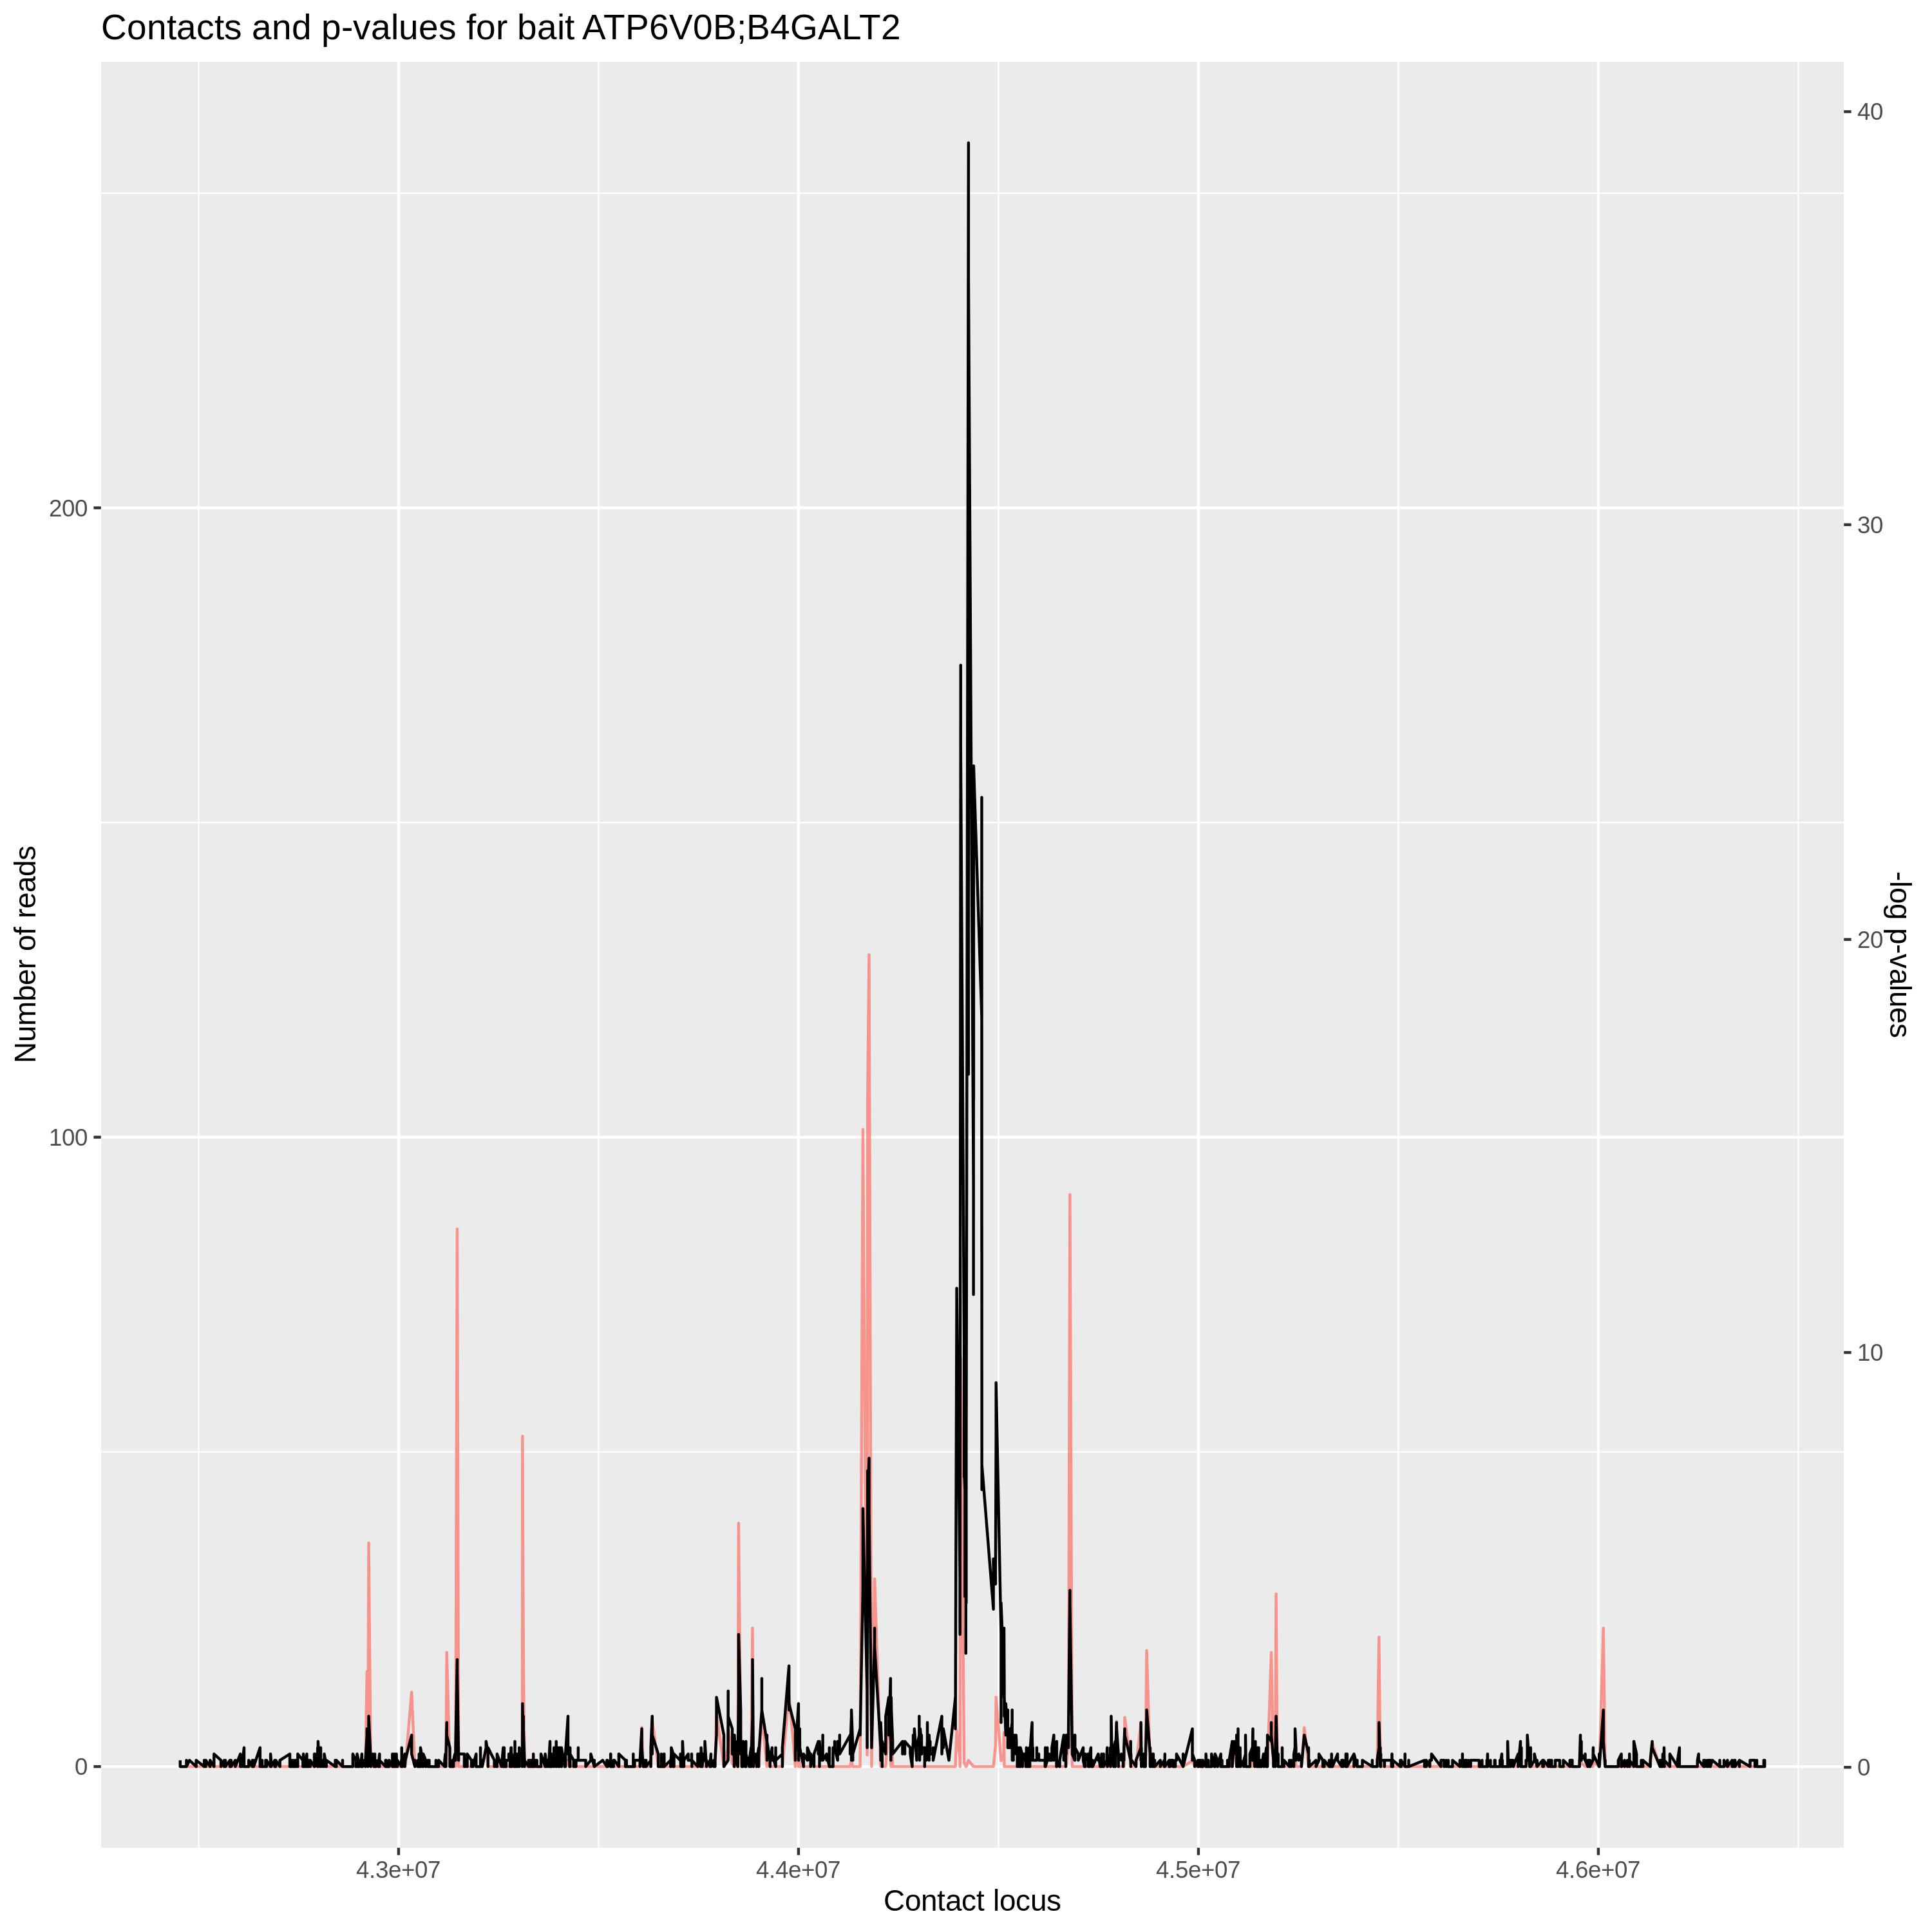 Contacts and p-values for bait ATP6V0B;B4GALT2
40
200
30
Number of reads
20
-log p-values
100
10
0
0
4.3e+07
4.4e+07
4.5e+07
4.6e+07
Contact locus